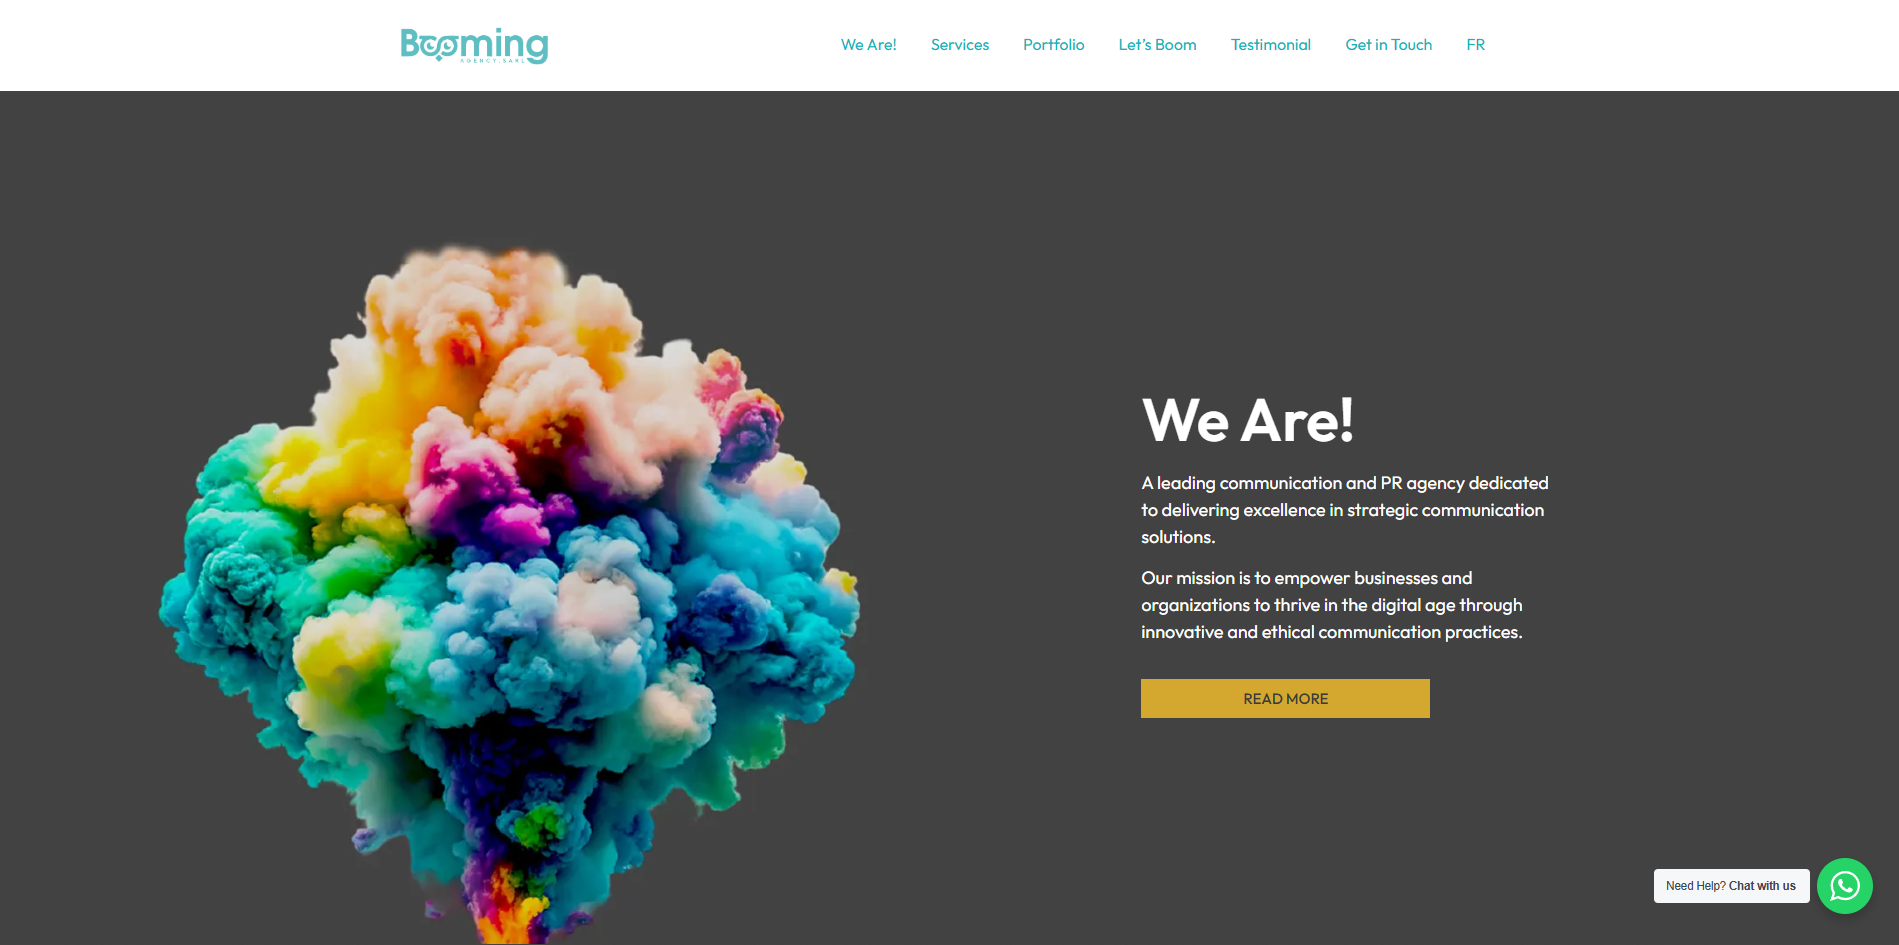 Booming
AGENCY.SARL
We Are!
Services
Portfolio
Let's Boom
Testimonial
Get in Touch
FR
We Are!
A leading communication and PR agency dedicated
to delivering excellence in strategic communication
solutions.
Our mission is to empower businesses and
organizations to thrive in the digital age through
innovative and ethical communication practices.
READ MORE
Need Help? Chat with us